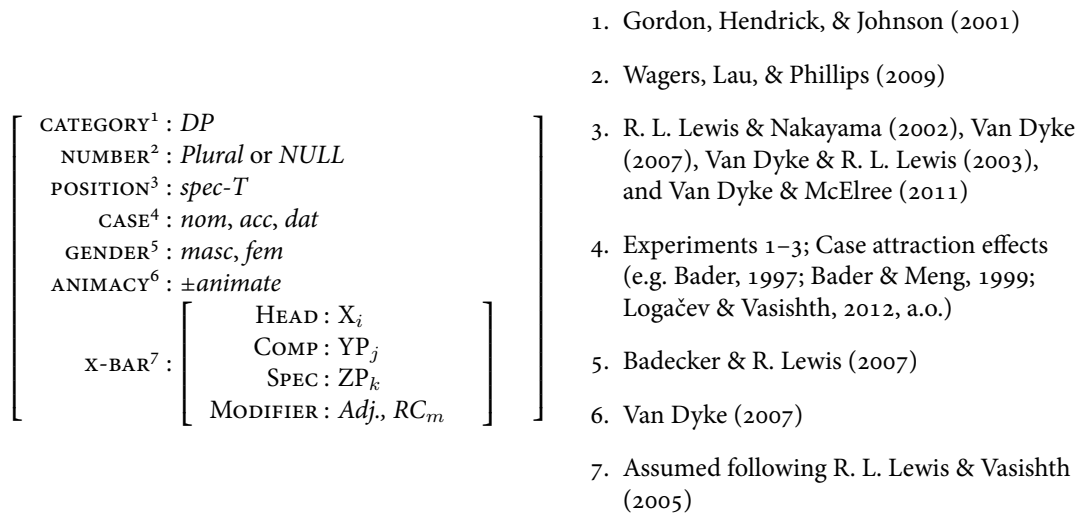 CATEGORY¹ : DP
NUMBER² : Plural or NULL
POSITION³ : spec-T
CASE⁴ : nom, acc, dat
GENDER⁵ : masc, fem
ANIMACY⁶ : ±animate
X-BAR⁷ :
HEAD : Xᵢ
COMP : YPⱼ
SPEC : ZPₖ
MODIFIER : Adj., RCₘ
1. Gordon, Hendrick, & Johnson (2001)
2. Wagers, Lau, & Phillips (2009)
3. R. L. Lewis & Nakayama (2002), Van Dyke
(2007), Van Dyke & R. L. Lewis (2003),
and Van Dyke & McElree (2011)
4. Experiments 1–3; Case attraction effects
(e.g. Bader, 1997; Bader & Meng, 1999;
Logačev & Vasishth, 2012, a.o.)
5. Badecker & R. Lewis (2007)
6. Van Dyke (2007)
7. Assumed following R. L. Lewis & Vasishth
(2005)